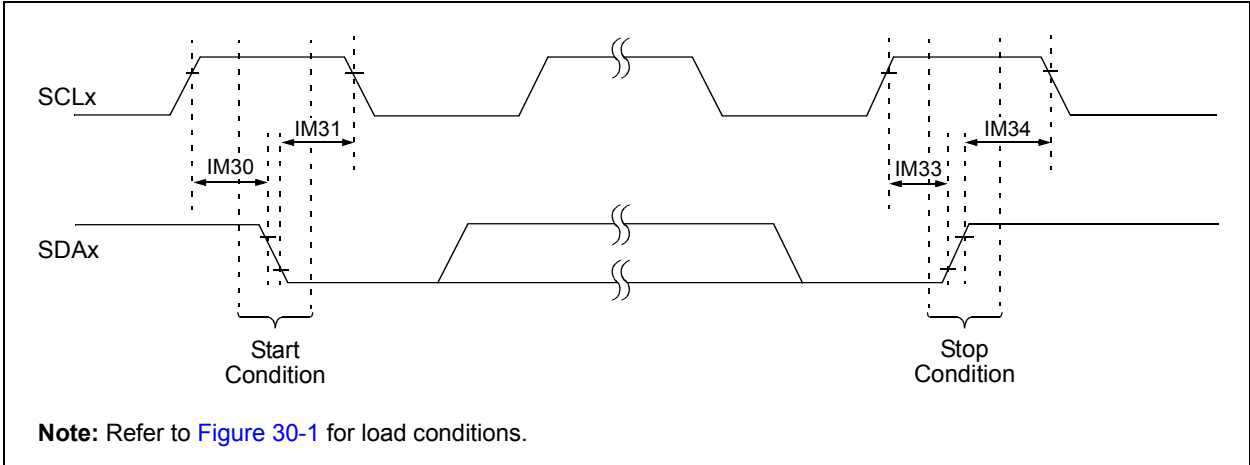 SCLx
IM31
IM34
IM30
IM33
SDAx
Start
Condition
Stop
Condition
Note: Refer to Figure 30-1 for load conditions.